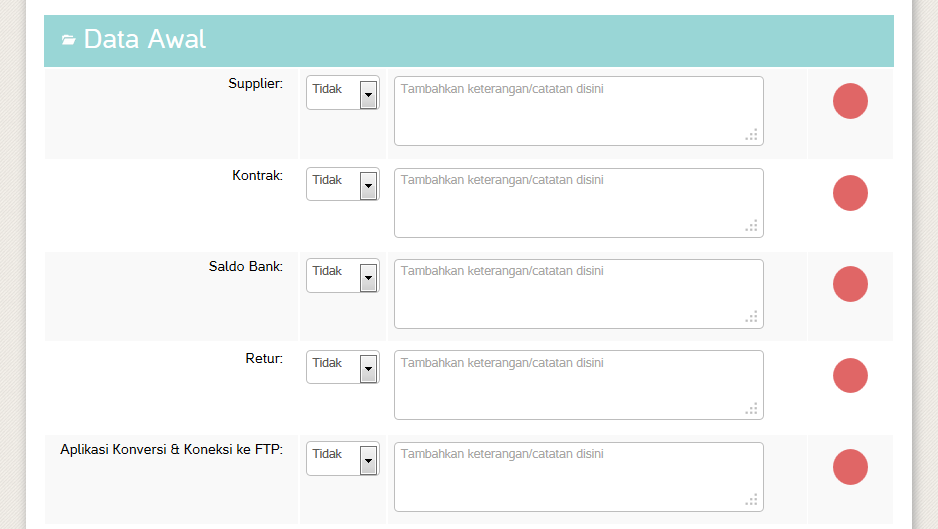 Data Awal
Supplier: Tidak Tambahkan keterangan/catatan disini
Kontrak: Tidak Tambahkan keterangan/catatan disini
Saldo Bank: Tidak Tambahkan keterangan/catatan disini
Retur: Tidak Tambahkan keterangan/catatan disini
Aplikasi Konversi & Koneksi ke FTP: Tidak Tambahkan keterangan/catatan disini